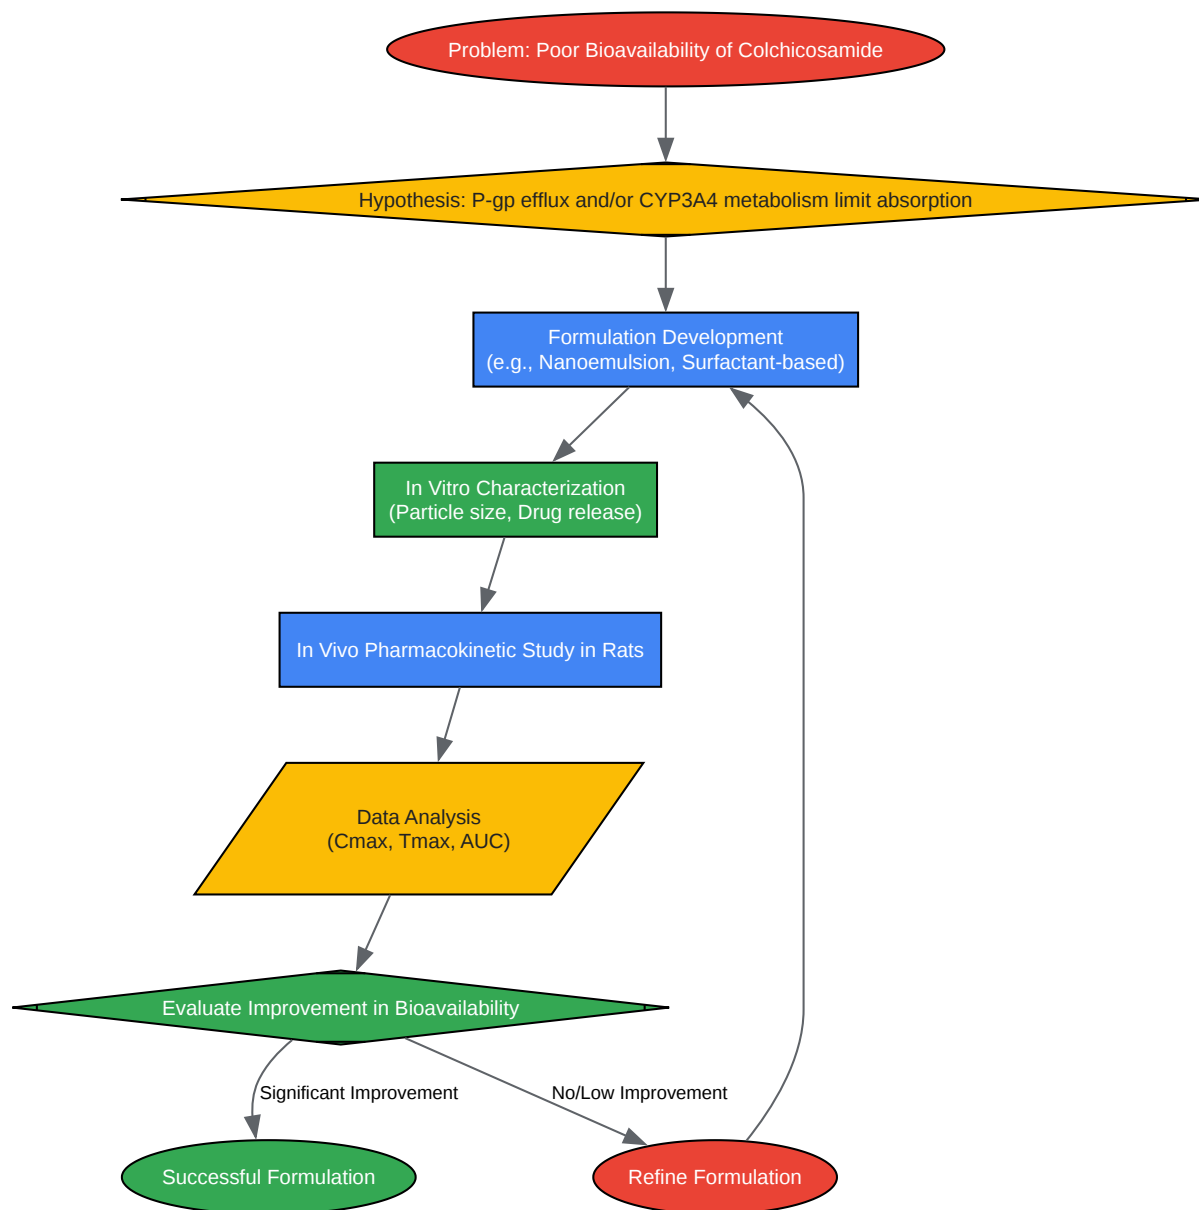 Problem: Poor Bioavailability of Colchicosamide
Hypothesis: P-gp efflux and/or CYP3A4 metabolism limit absorption
Formulation Development
(e.g., Nanoemulsion, Surfactant-based)
In Vitro Characterization
(Particle size, Drug release)
In Vivo Pharmacokinetic Study in Rats
Data Analysis
(Cmax, Tmax, AUC)
Evaluate Improvement in Bioavailability
Significant Improvement
No/Low Improvement
Successful Formulation
Refine Formulation